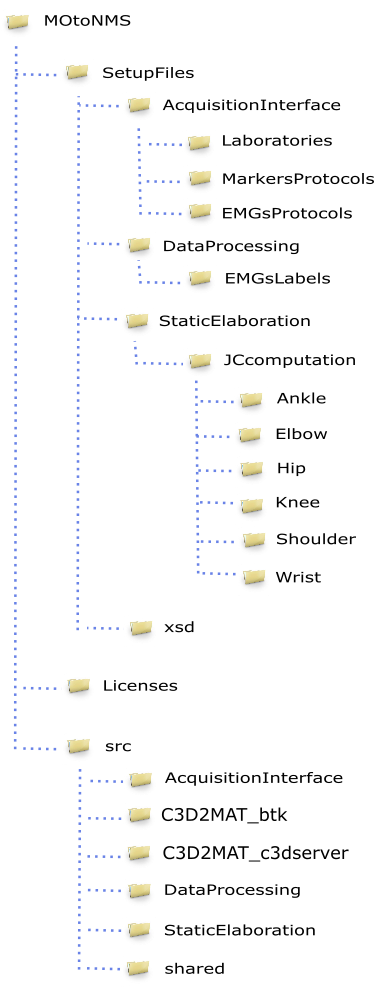 MOtoNMS
SetupFiles
AcquisitionInterface
Laboratories
MarkersProtocols
EMGsProtocols
DataProcessing
EMGsLabels
StaticElaboration
JCcomputation
Ankle
Elbow
Hip
Knee
Shoulder
Wrist
xsd
Licenses
src
AcquisitionInterface
C3D2MAT_btk
C3D2MAT_c3dserver
DataProcessing
StaticElaboration
shared